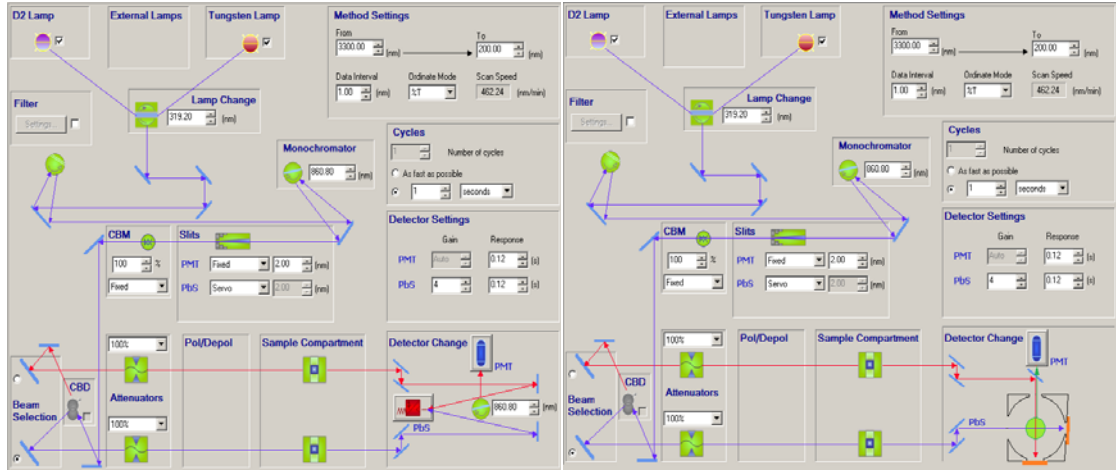 D2 Lamp
External Lamps
Tungsten Lamp
Method Settings
From
To
3300.00 (nm)
200.00 (nm)
Data Interval
Ordinate Mode
Scan Speed
1.00 (nm)
%T
462.24 (nm/min)
Filter
Settings...
Lamp Change
319.20 (nm)
Cycles
1 Number of cycles
As fast as possible
1 seconds
Monochromator
860.80 (nm)
Detector Settings
Gain
Response
PMT
Auto
0.12 (s)
PbS
4
0.12 (s)
CBM
100 %
Fixed
Slits
PMT Fixed 2.00 (nm)
PbS Servo 2.00 (nm)
100%
Pol/Depol
Sample Compartment
Detector Change
PMT
CBD
Beam
Selection
Attenuators
100%
860.80 (nm)
PbS
D2 Lamp
External Lamps
Tungsten Lamp
Method Settings
From
To
3300.00 (nm)
200.00 (nm)
Data Interval
Ordinate Mode
Scan Speed
1.00 (nm)
%T
462.24 (nm/min)
Filter
Settings...
Lamp Change
319.20 (nm)
Cycles
1 Number of cycles
As fast as possible
1 seconds
Monochromator
860.80 (nm)
Detector Settings
Gain
Response
PMT
Auto
0.12 (s)
PbS
4
0.12 (s)
CBM
100 %
Fixed
Slits
PMT Fixed 2.00 (nm)
PbS Servo 2.00 (nm)
100%
Pol/Depol
Sample Compartment
Detector Change
PMT
CBD
Beam
Selection
Attenuators
100%
PbS